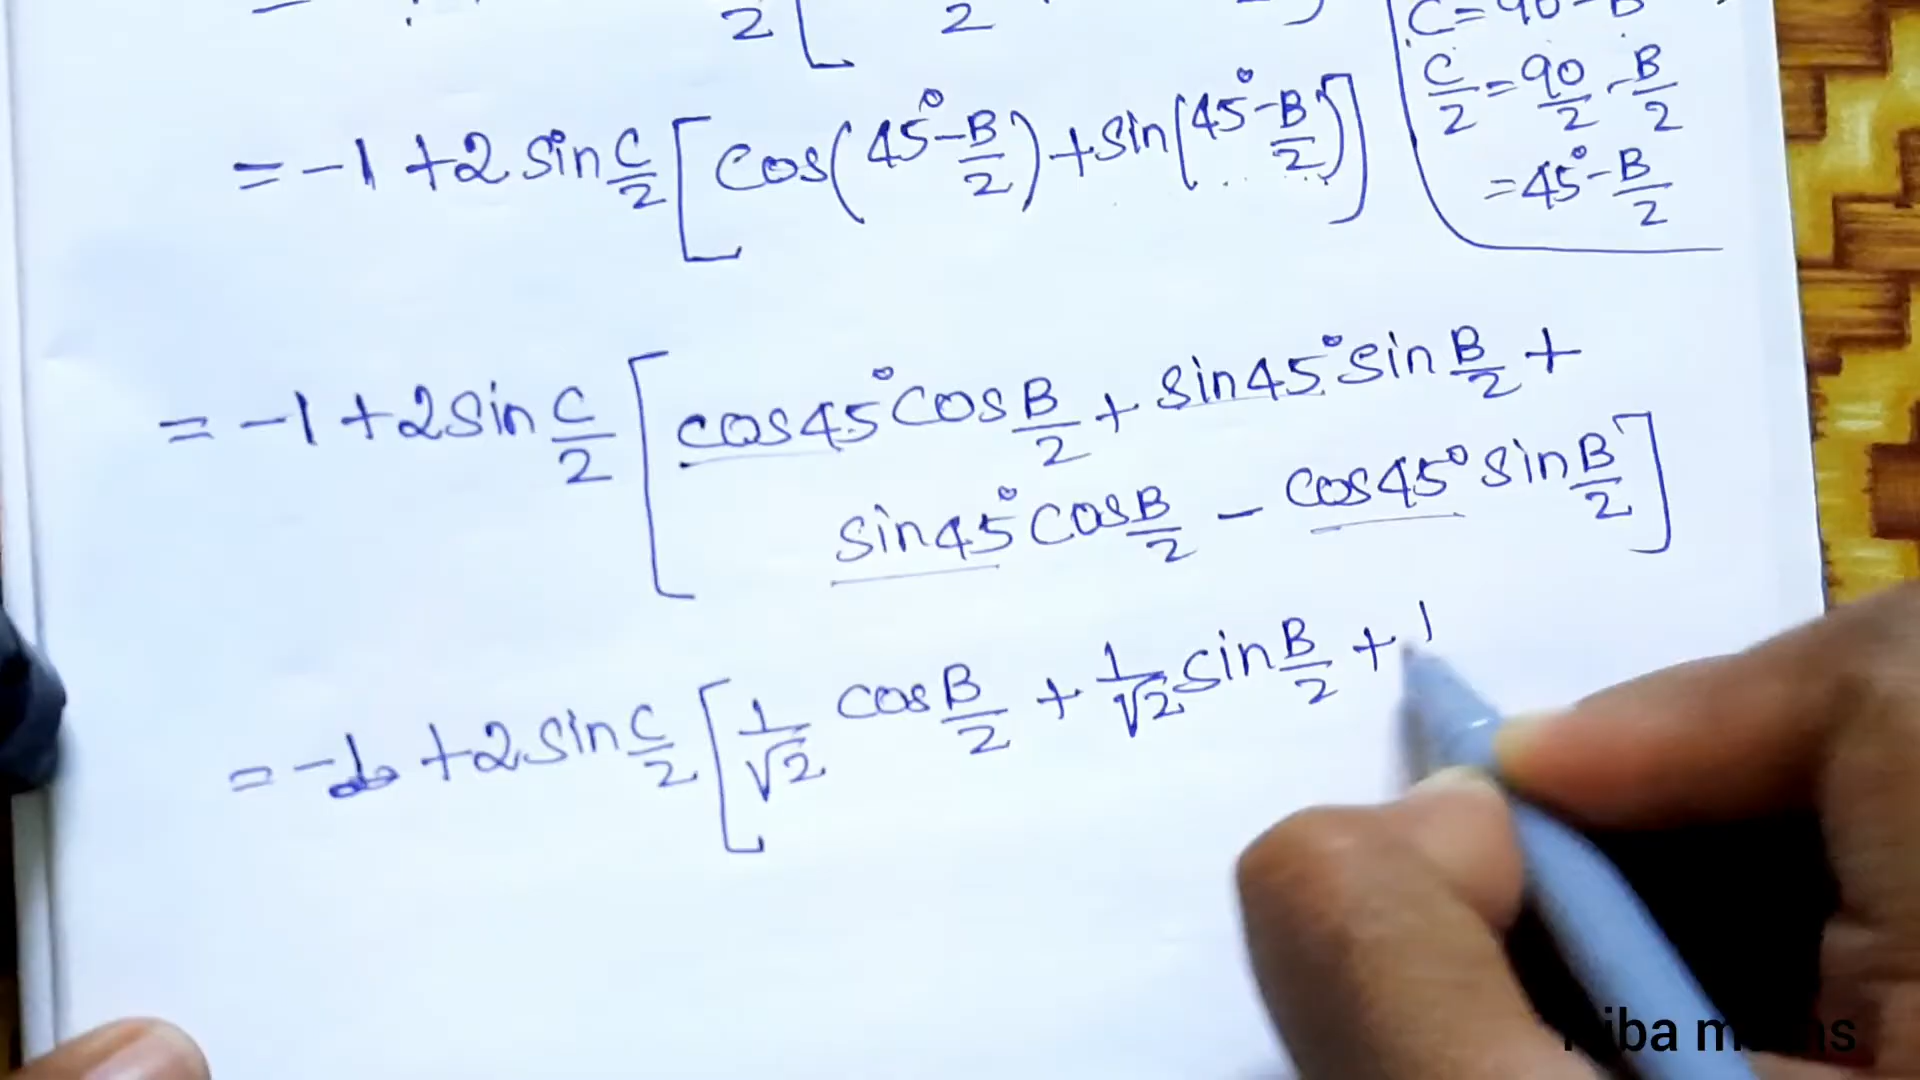 C = 90 - B
C/2 = 90/2 - B/2
= 45° - B/2
= -1 + 2 sin C/2 [cos(45° - B/2) + sin(45° - B/2)]
= -1 + 2 sin C/2 [cos 45° cos B/2 + sin 45° sin B/2 +
sin 45° cos B/2 - cos 45° sin B/2]
= -1 + 2 sin C/2 [1/√2 cos B/2 + 1/√2 sin B/2 + 1